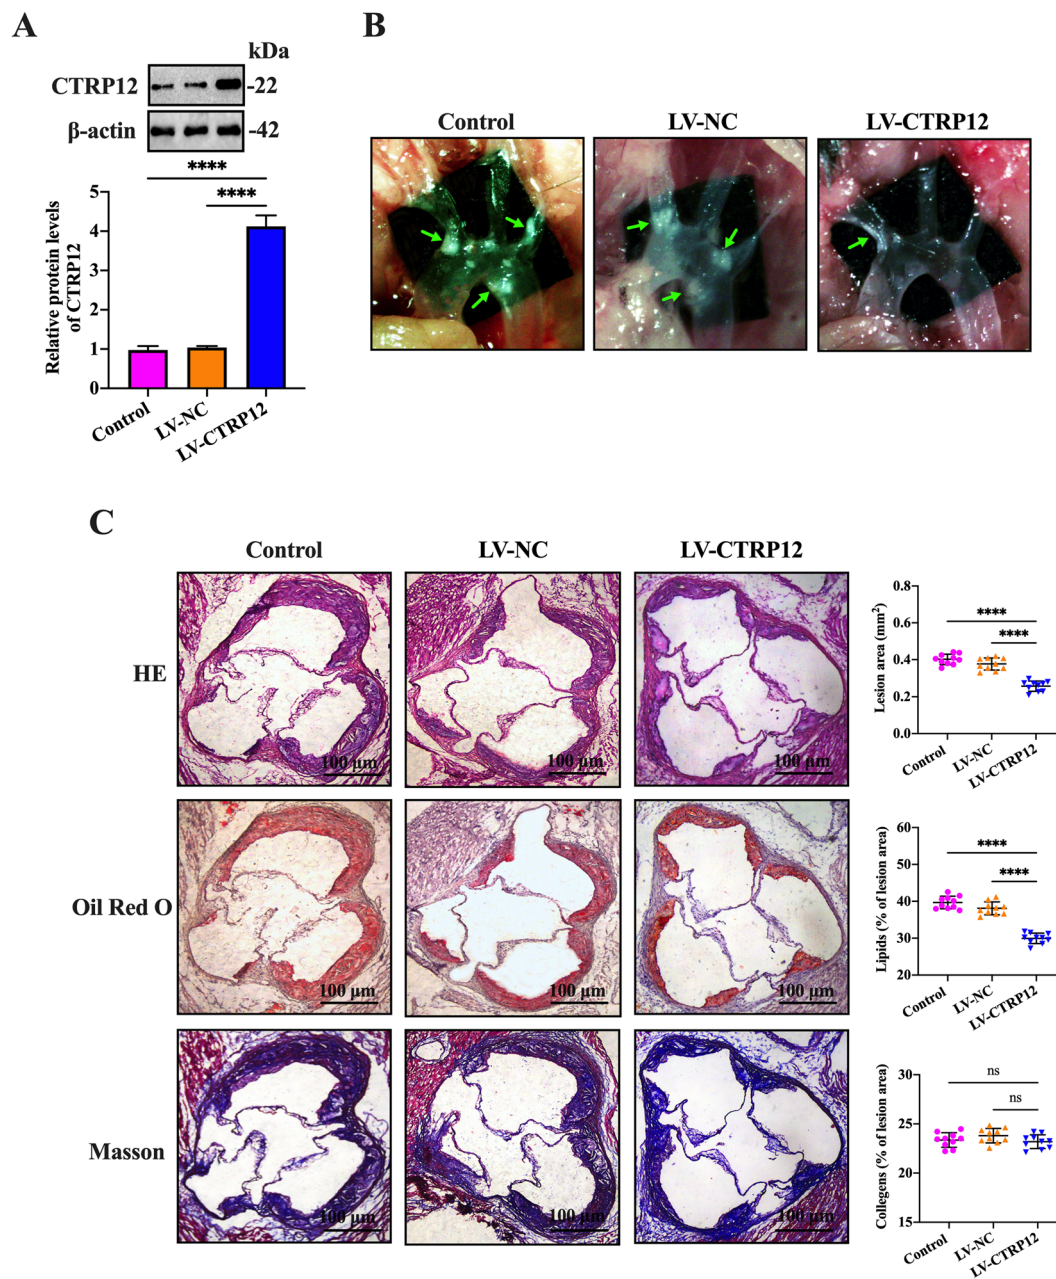 A
kDa
CTRP12
-22
β-actin
-42
****
****
Relative protein levels
of CTRP12
5
4
3
2
1
0
Control
LV-NC
LV-CTRP12
B
Control
LV-NC
LV-CTRP12
C
Control
LV-NC
LV-CTRP12
HE
100 μm
100 μm
100 μm
Lesion area (mm²)
0.8
0.6
0.4
0.2
0.0
****
****
Control
LV-NC
LV-CTRP12
Oil Red O
100 μm
100 μm
100 μm
Lipids (% of lesion area)
60
50
40
30
20
****
****
Control
LV-NC
LV-CTRP12
Masson
100 μm
100 μm
100 μm
Collegens (% of lesion area)
30
25
20
15
ns
ns
Control
LV-NC
LV-CTRP12